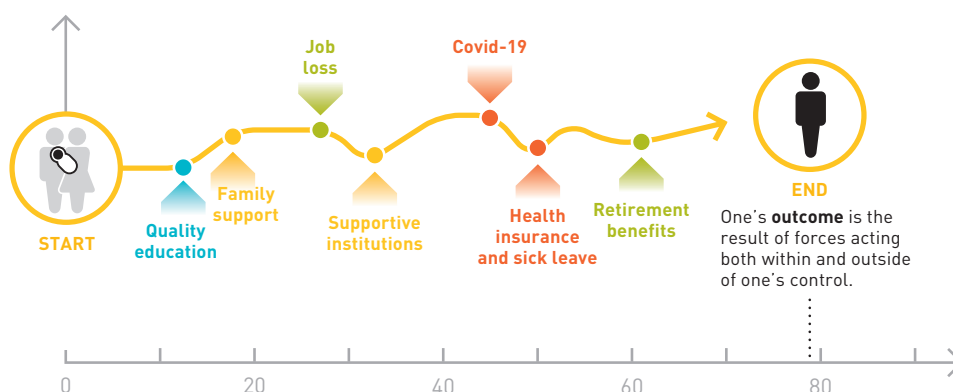 Job
loss
Covid-19
START
Quality
education
Family
support
Supportive
institutions
Health
insurance
and sick leave
Retirement
benefits
END
One's outcome is the
result of forces acting
both within and outside
of one's control.
0
20
40
60
80